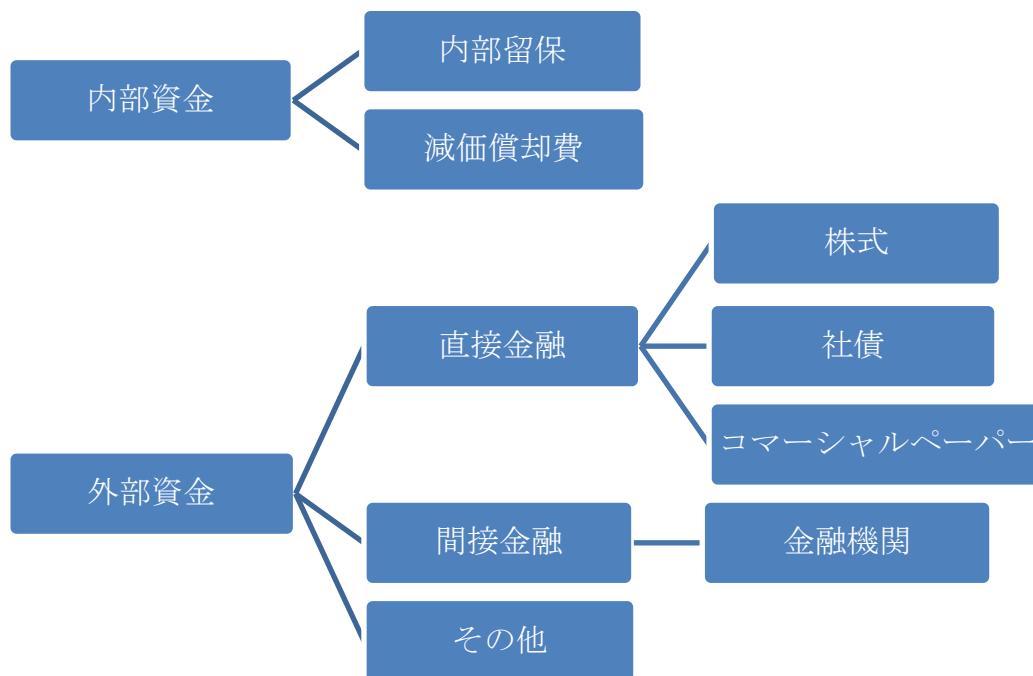 内部資金
内部留保
減価償却費
外部資金
直接金融
株式
社債
コマーシャルペーパー
間接金融
金融機関
その他